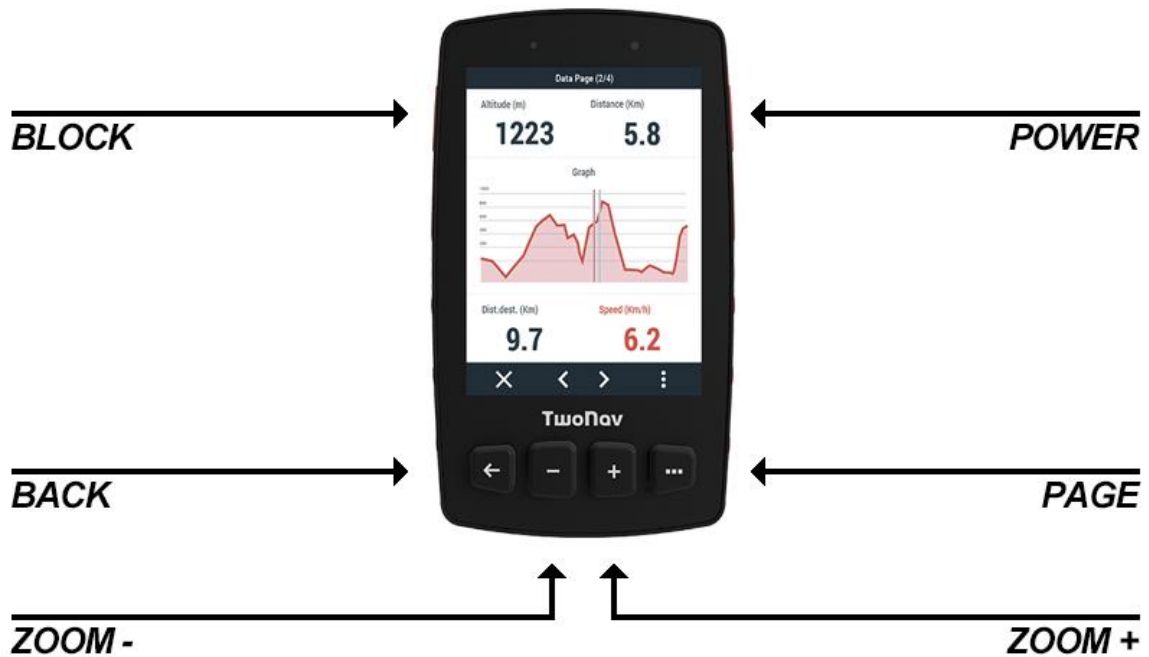 Data Page (2/4)
Altitude (m) Distance (Km)
BLOCK
1223 5.8
POWER
Graph
Dist.dest. (Km) Speed (Km/h)
9.7 6.2
TwoNav
BACK
PAGE
ZOOM -
ZOOM +